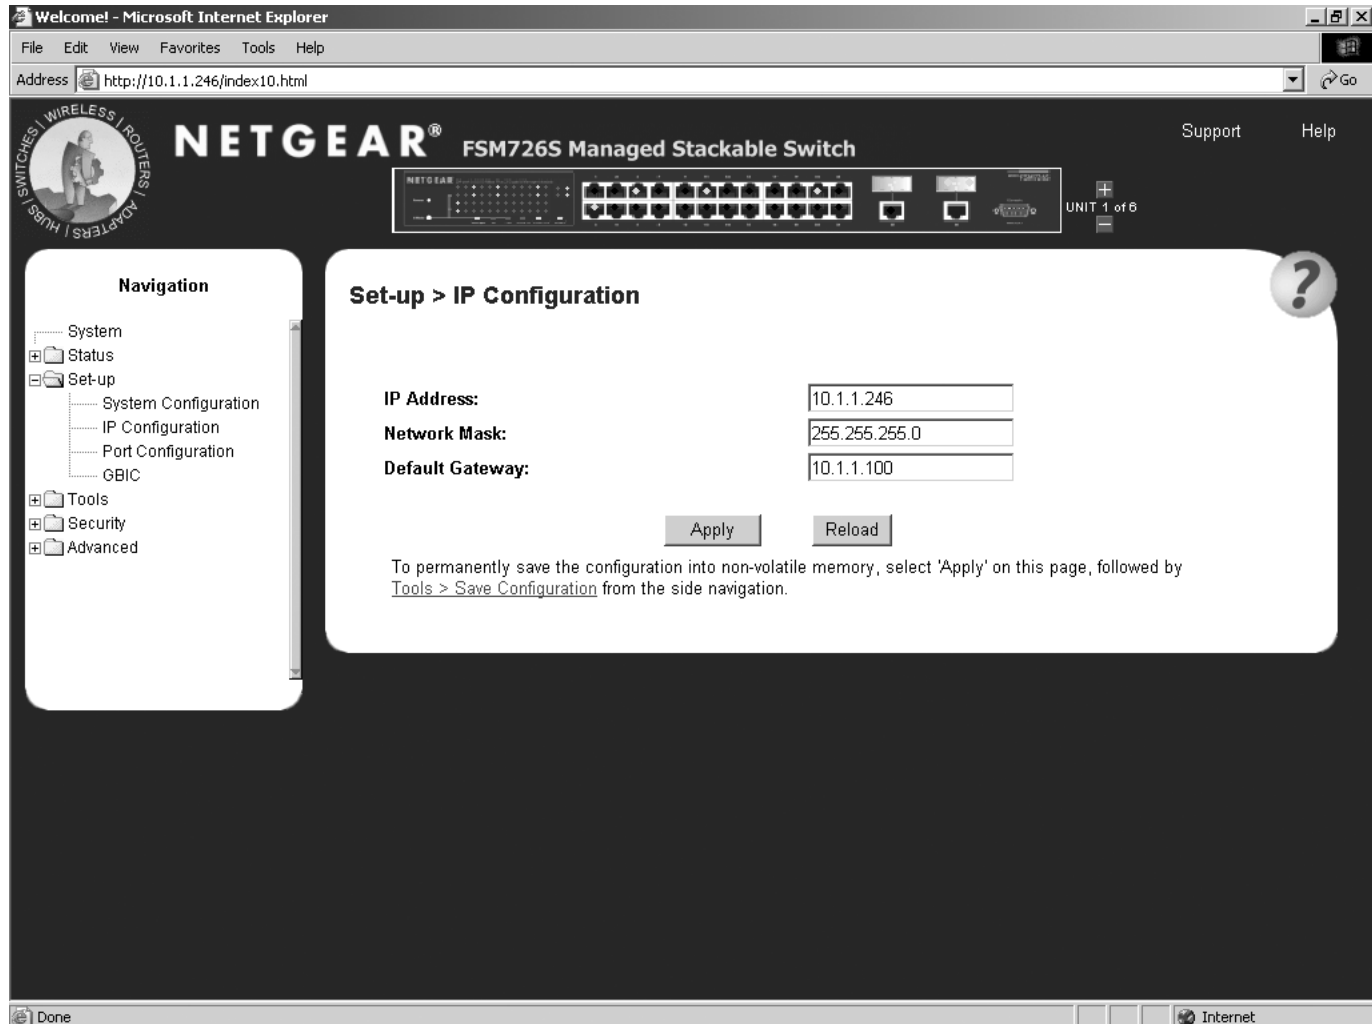 Welcome! - Microsoft Internet Explorer
File Edit View Favorites Tools Help
Address http://10.1.1.246/index10.html Go
SWITCHES | WIRELESS | ROUTERS | ADAPTERS | HUBS |
NETGEAR® FSM726S Managed Stackable Switch
Support Help
NETGEAR
UNIT 1 of 6
Navigation
System
Status
Set-up
System Configuration
IP Configuration
Port Configuration
GBIC
Tools
Security
Advanced
Set-up > IP Configuration
?
IP Address: 10.1.1.246
Network Mask: 255.255.255.0
Default Gateway: 10.1.1.100
Apply Reload
To permanently save the configuration into non-volatile memory, select 'Apply' on this page, followed by
Tools > Save Configuration from the side navigation.
Done Internet